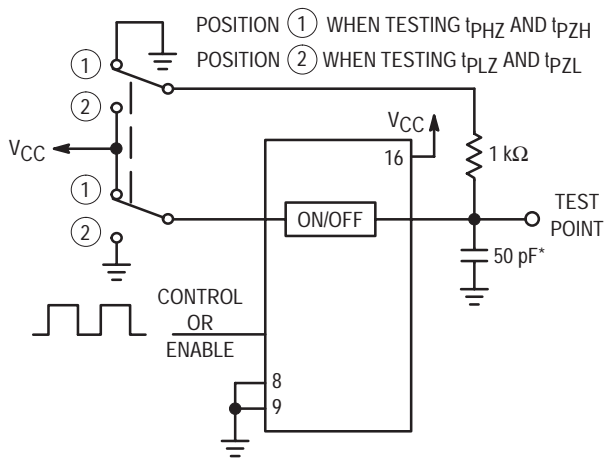 POSITION 1 WHEN TESTING tPHZ AND tPZH
POSITION 2 WHEN TESTING tPLZ AND tPZL
1
2
VCC
1
2
VCC
16
1 kΩ
ON/OFF
TEST
POINT
50 pF*
CONTROL
OR
ENABLE
8
9